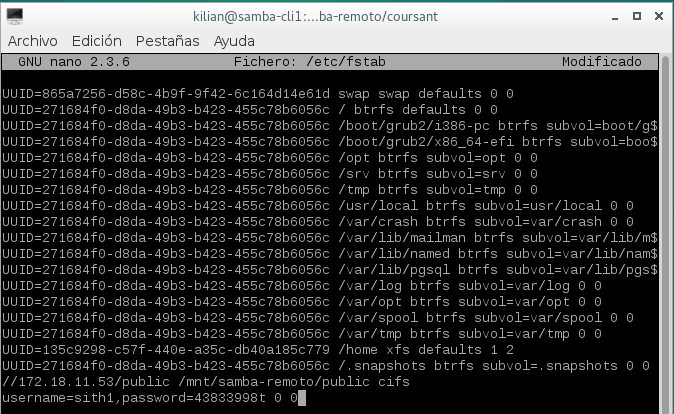 kilian@samba-cli1:...ba-remoto/coursant
Archivo Edición Pestañas Ayuda
GNU nano 2.3.6 Fichero: /etc/fstab Modificado
UUID=865a7256-d58c-4b9f-9f42-6c164d14e61d swap swap defaults 0 0
UUID=271684f0-d8da-49b3-b423-455c78b6056c / btrfs defaults 0 0
UUID=271684f0-d8da-49b3-b423-455c78b6056c /boot/grub2/i386-pc btrfs subvol=boot/g$
UUID=271684f0-d8da-49b3-b423-455c78b6056c /boot/grub2/x86_64-efi btrfs subvol=boo$
UUID=271684f0-d8da-49b3-b423-455c78b6056c /opt btrfs subvol=opt 0 0
UUID=271684f0-d8da-49b3-b423-455c78b6056c /srv btrfs subvol=srv 0 0
UUID=271684f0-d8da-49b3-b423-455c78b6056c /tmp btrfs subvol=tmp 0 0
UUID=271684f0-d8da-49b3-b423-455c78b6056c /usr/local btrfs subvol=usr/local 0 0
UUID=271684f0-d8da-49b3-b423-455c78b6056c /var/crash btrfs subvol=var/crash 0 0
UUID=271684f0-d8da-49b3-b423-455c78b6056c /var/lib/mailman btrfs subvol=var/lib/m$
UUID=271684f0-d8da-49b3-b423-455c78b6056c /var/lib/named btrfs subvol=var/lib/nam$
UUID=271684f0-d8da-49b3-b423-455c78b6056c /var/lib/pgsql btrfs subvol=var/lib/pgs$
UUID=271684f0-d8da-49b3-b423-455c78b6056c /var/log btrfs subvol=var/log 0 0
UUID=271684f0-d8da-49b3-b423-455c78b6056c /var/opt btrfs subvol=var/opt 0 0
UUID=271684f0-d8da-49b3-b423-455c78b6056c /var/spool btrfs subvol=var/spool 0 0
UUID=271684f0-d8da-49b3-b423-455c78b6056c /var/tmp btrfs subvol=var/tmp 0 0
UUID=135c9298-c57f-440e-a35c-db40a185c779 /home xfs defaults 1 2
UUID=271684f0-d8da-49b3-b423-455c78b6056c /.snapshots btrfs subvol=.snapshots 0 0
//172.18.11.53/public /mnt/samba-remoto/public cifs
username=sith1,password=43833998t 0 0